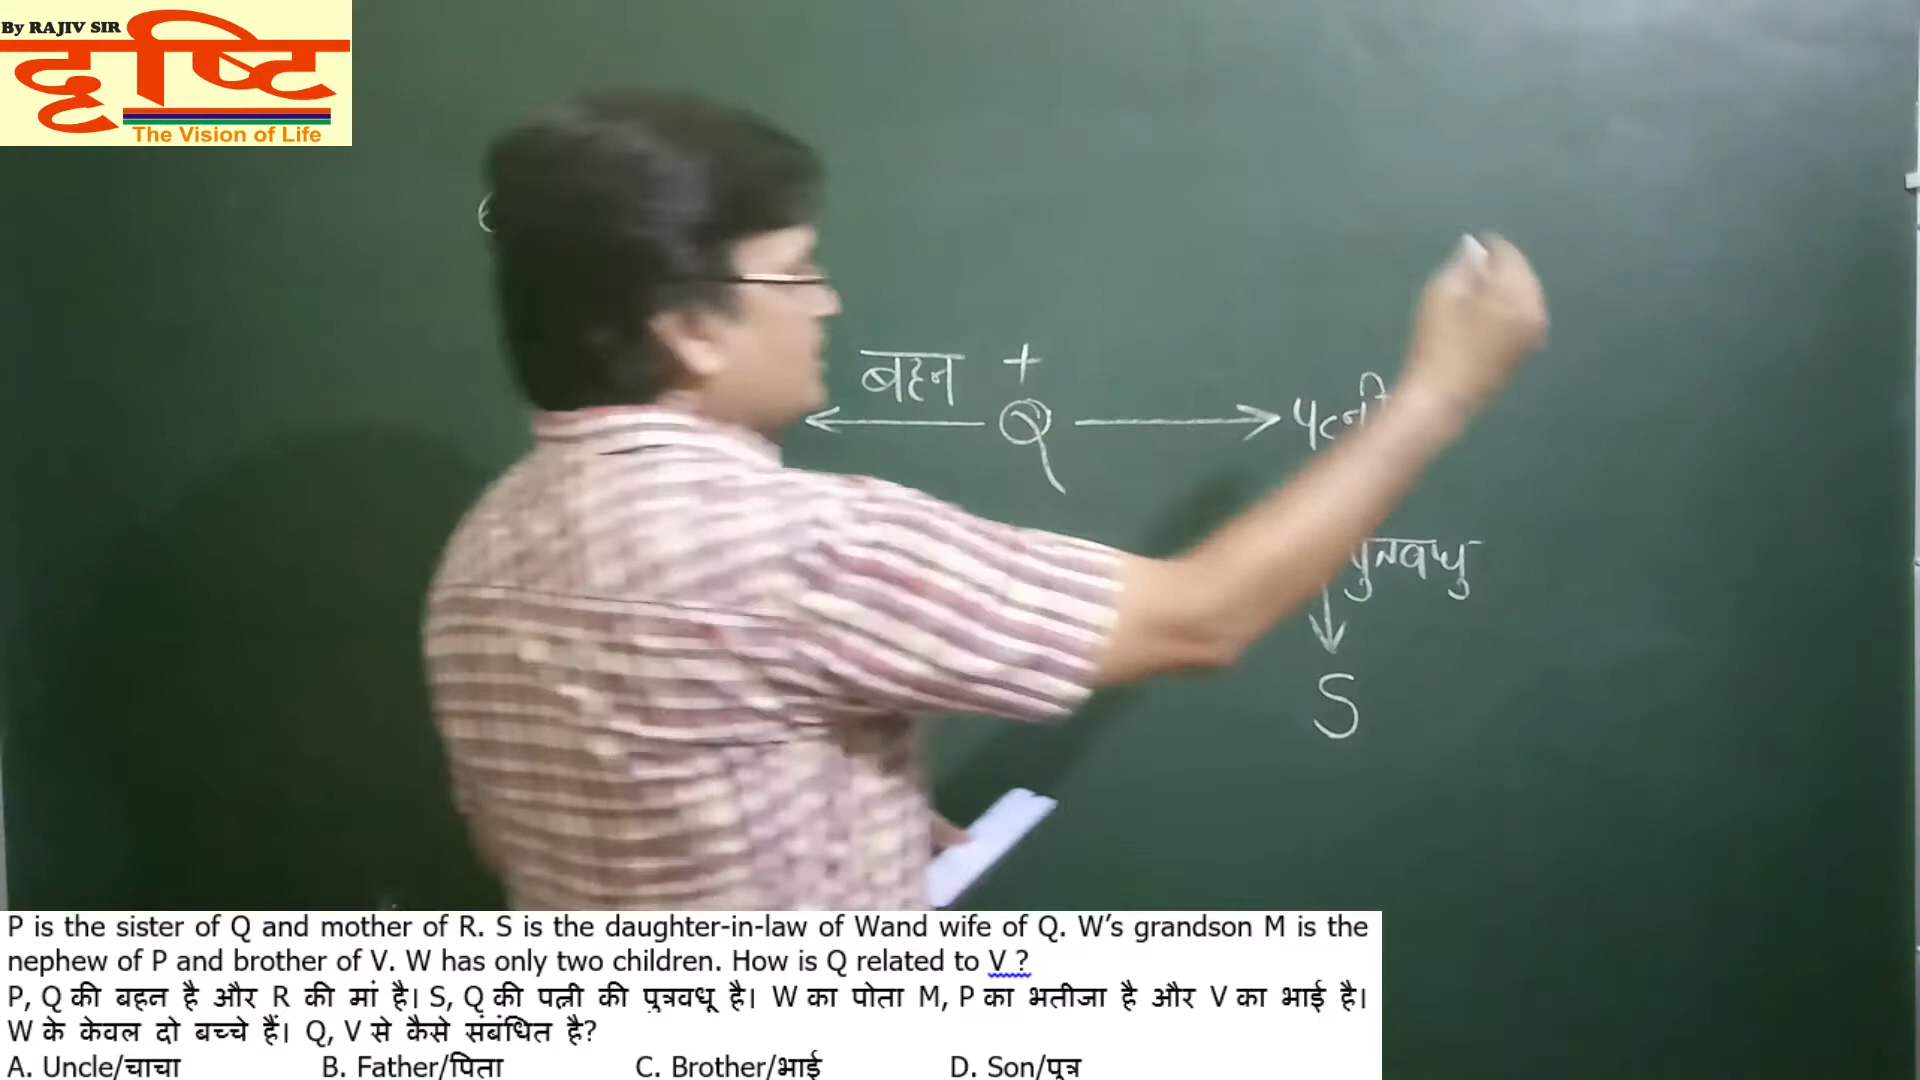 By RAJIV SIR
दृष्टि
The Vision of Life
बहन +
Q
पत्नी
पुत्रवधु
S
P is the sister of Q and mother of R. S is the daughter-in-law of Wand wife of Q. W’s grandson M is the
nephew of P and brother of V. W has only two children. How is Q related to V ?
P, Q की बहन है और R की मां है। S, Q की पत्नी की पुत्रवधू है। W का पोता M, P का भतीजा है और V का भाई है।
W के केवल दो बच्चे हैं। Q, V से कैसे संबंधित है?
A. Uncle/चाचा B. Father/पिता C. Brother/भाई D. Son/पुत्र